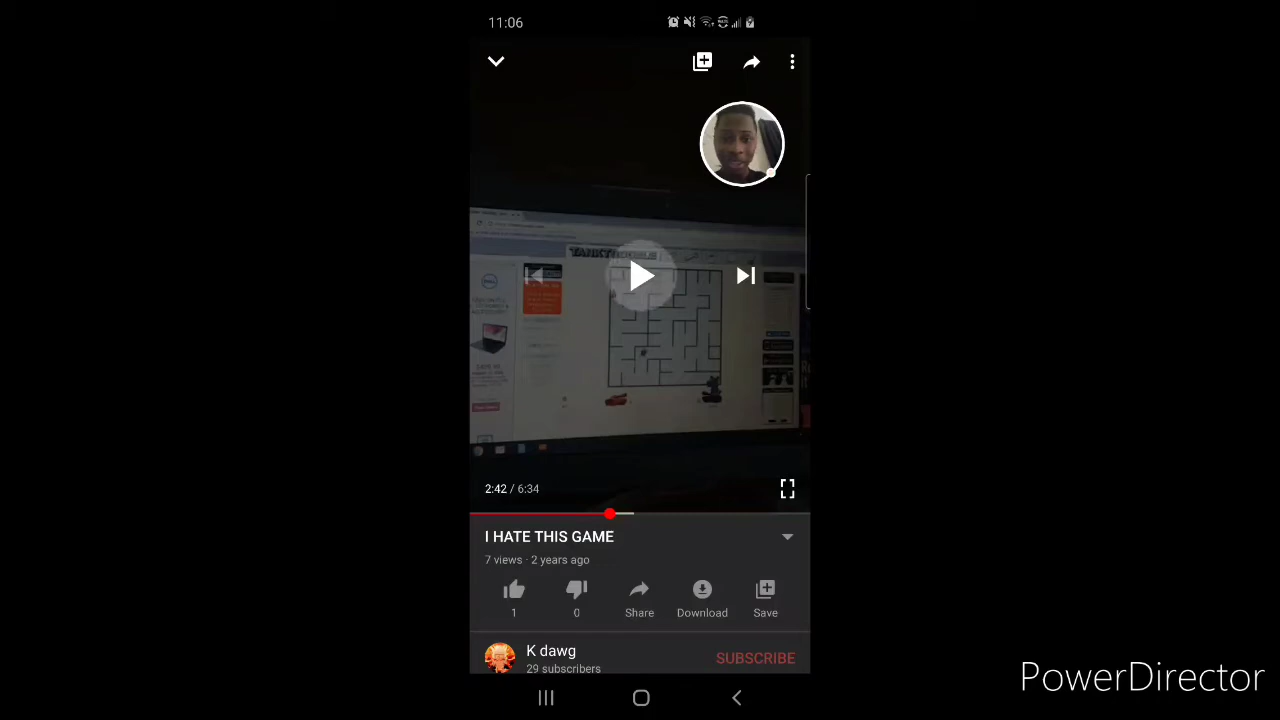 11:06
2:42 / 6:34
I HATE THIS GAME
7 views · 2 years ago
1
0
Share
Download
Save
K dawg
29 subscribers
SUBSCRIBE
PowerDirector